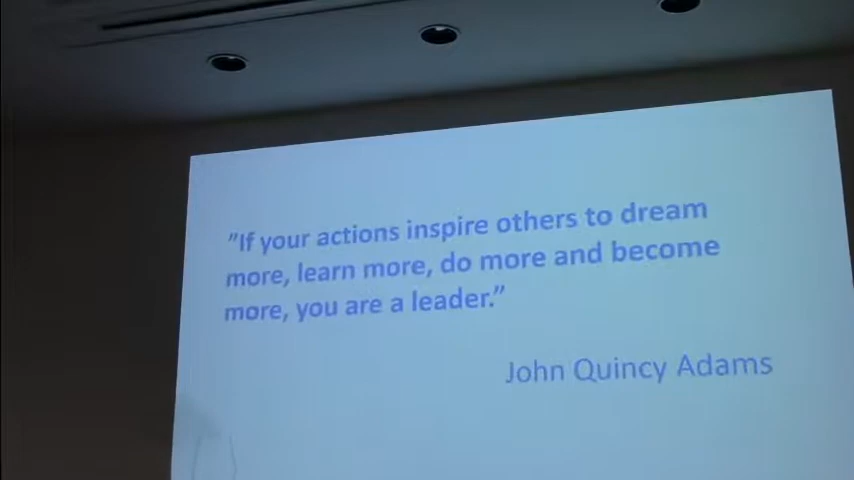 "If your actions inspire others to dream
more, learn more, do more and become
more, you are a leader."
John Quincy Adams